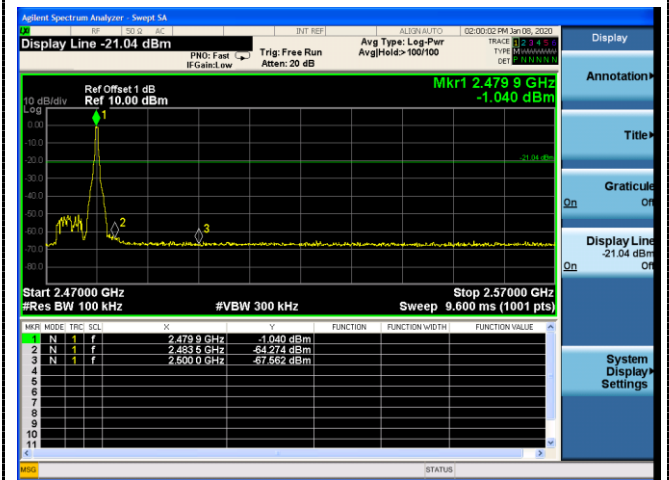 Agilent Spectrum Analyzer - Swept SA
RF 50 Ω AC INT REF ALIGN AUTO 02:00:02 PM Jan 08, 2020
Display Line -21.04 dBm
PNO: Fast
IFGain:Low
Trig: Free Run
Atten: 20 dB
Avg Type: Log-Pwr
Avg|Hold:>100/100
TRACE 1 2 3 4 5 6
TYPE M
DET P N N N N N
Display
Ref Offset 1 dB
10 dB/div Ref 10.00 dBm
Log
Mkr1 2.479 9 GHz
-1.040 dBm
0.00
-10.0
-20.0
-30.0
-40.0
-50.0
-60.0
-70.0
-80.0
1
2
3
-21.04 dBm
Start 2.47000 GHz Stop 2.57000 GHz
#Res BW 100 kHz #VBW 300 kHz Sweep 9.600 ms (1001 pts)
MKR MODE TRC SCL X Y FUNCTION FUNCTION WIDTH FUNCTION VALUE
1 N 1 f 2.479 9 GHz -1.040 dBm
2 N 1 f 2.483 5 GHz -64.274 dBm
3 N 1 f 2.500 0 GHz -67.562 dBm
4
5
6
7
8
9
10
11
MSG STATUS
Annotation
Title
Graticule
On Off
Display Line
-21.04 dBm
On Off
System
Display
Settings